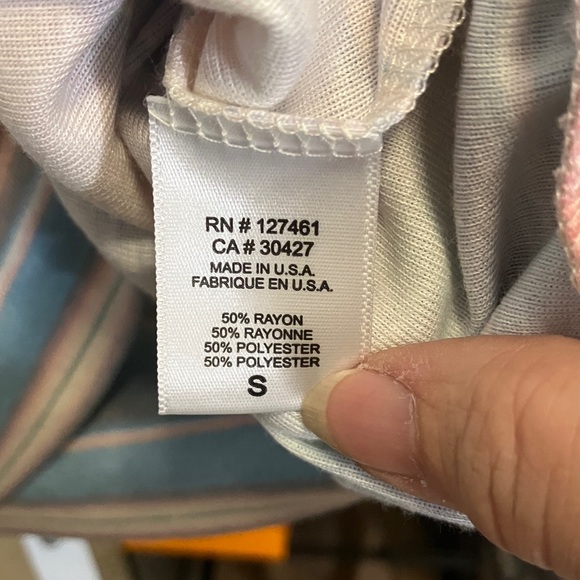 RN # 127461
CA # 30427
MADE IN U.S.A.
FABRIQUE EN U.S.A.
50% RAYON
50% RAYONNE
50% POLYESTER
50% POLYESTER
S